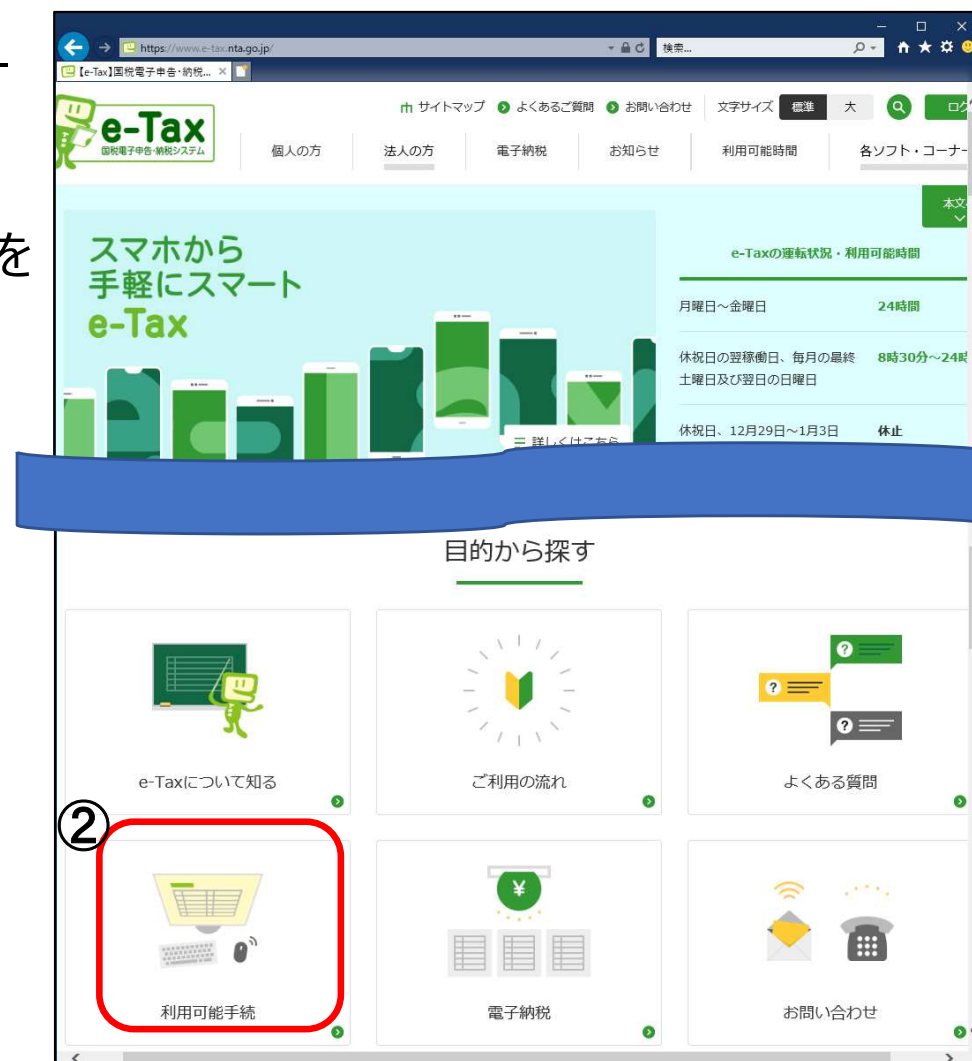 https://www.e-tax.nta.go.jp/
検索...
【e-Tax】国税電子申告・納税...
サイトマップ
よくあるご質問
お問い合わせ
文字サイズ
標準
大
e-Tax
国税電子申告・納税システム
個人の方
法人の方
電子納税
お知らせ
利用可能時間
各ソフト・コーナー
本文
を
スマホから
手軽にスマート
e-Tax
詳しくはこちら
e-Taxの運転状況・利用可能時間
月曜日～金曜日 24時間
休祝日の翌稼働日、毎月の最終 8時30分～24時
土曜日及び翌日の日曜日
休祝日、12月29日～1月3日 休止
目的から探す
e-Taxについて知る
ご利用の流れ
よくある質問
②
利用可能手続
電子納税
お問い合わせ